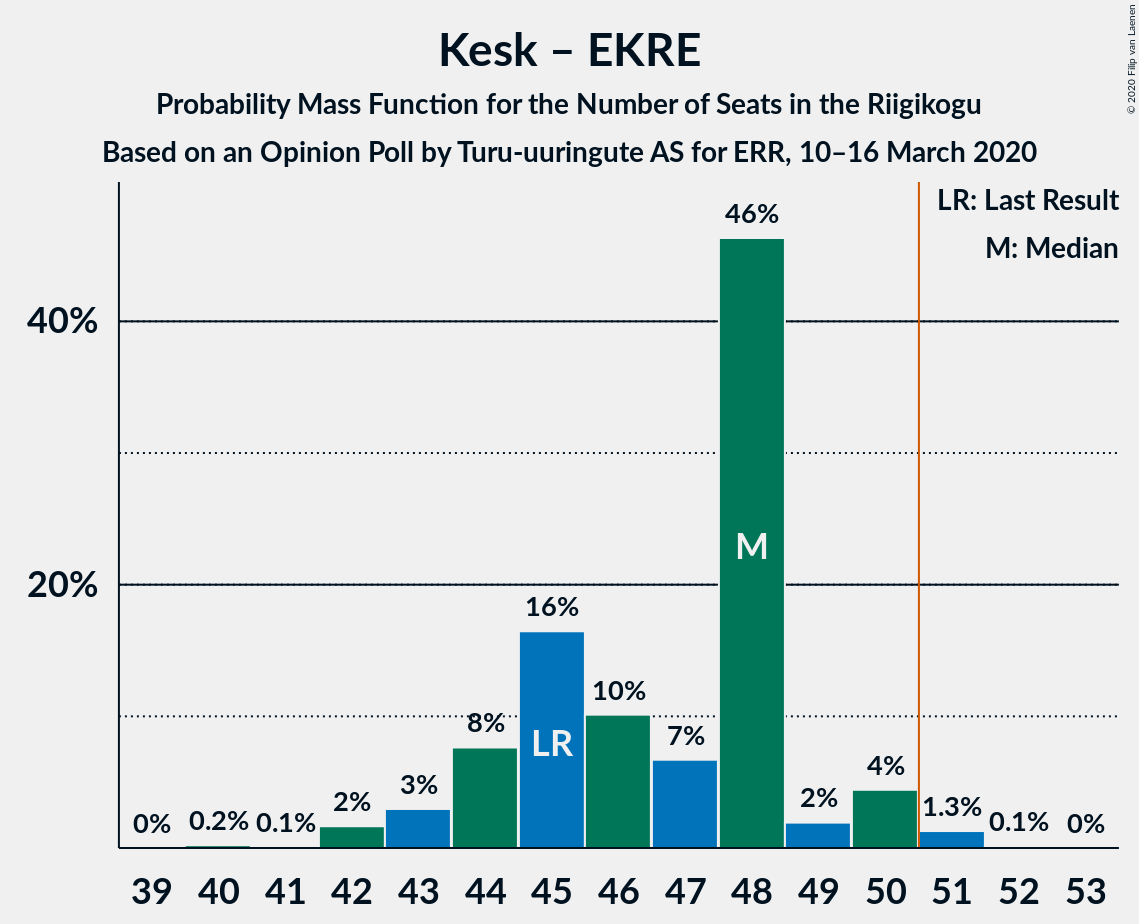 Kesk – EKRE
Probability Mass Function for the Number of Seats in the Riigikogu
Based on an Opinion Poll by Turu-uuringute AS for ERR, 10–16 March 2020
© 2020 Filip van Laenen
LR: Last Result
M: Median
40%
20%
0%
0.2%
0.1%
2%
3%
8%
16%
10%
7%
46%
2%
4%
1.3%
0.1%
0%
LR
M
39 40 41 42 43 44 45 46 47 48 49 50 51 52 53